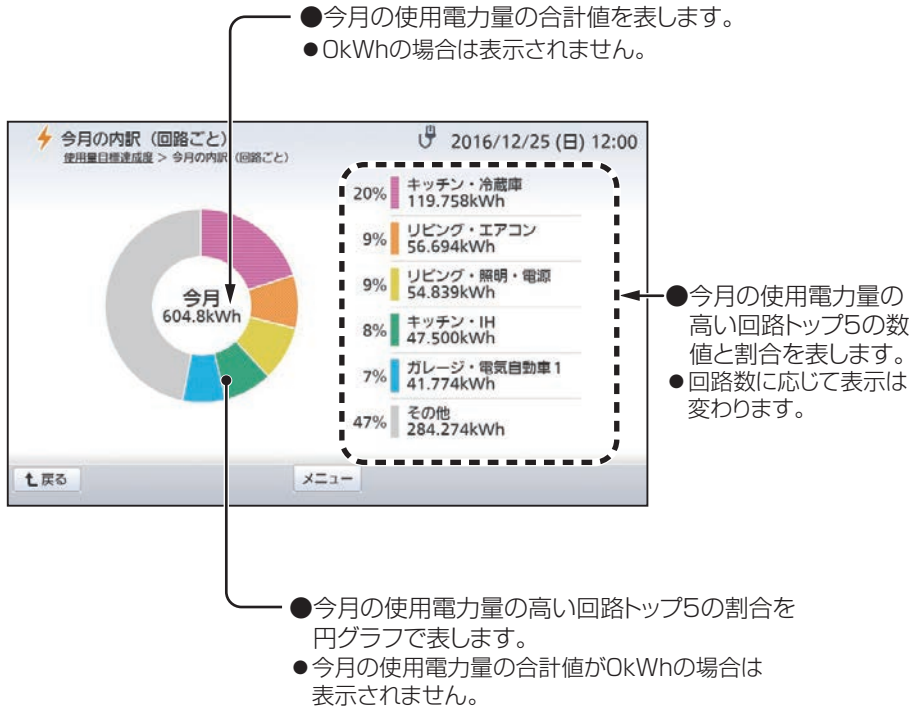 ●今月の使用電力量の合計値を表します。
●0kWhの場合は表示されません。
今月の内訳（回路ごと）
2016/12/25 (日) 12:00
使用量目標達成度 > 今月の内訳（回路ごと）
20% キッチン・冷蔵庫
119.758kWh
9% リビング・エアコン
56.694kWh
9% リビング・照明・電源
54.839kWh
8% キッチン・IH
47.500kWh
7% ガレージ・電気自動車1
41.774kWh
47% その他
284.274kWh
今月
604.8kWh
●今月の使用電力量の
高い回路トップ5の数
値と割合を表します。
●回路数に応じて表示は
変わります。
戻る
メニュー
●今月の使用電力量の高い回路トップ5の割合を
円グラフで表します。
●今月の使用電力量の合計値が0kWhの場合は
表示されません。